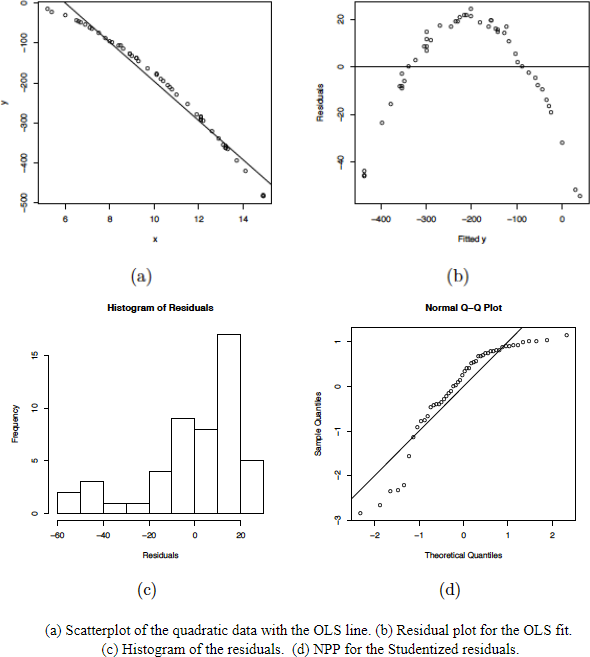 0
-100
-200
-300
-400
-500
y
6 8 10 12 14
x
(a)
20
0
-20
-40
Residuals
-400 -300 -200 -100 0
Fitted y
(b)
Histogram of Residuals
15
10
5
0
Frequency
-60 -40 -20 0 20
Residuals
(c)
Normal Q-Q Plot
1
0
-1
-2
-3
Sample Quantiles
-2 -1 0 1 2
Theoretical Quantiles
(d)
(a) Scatterplot of the quadratic data with the OLS line. (b) Residual plot for the OLS fit.
(c) Histogram of the residuals. (d) NPP for the Studentized residuals.